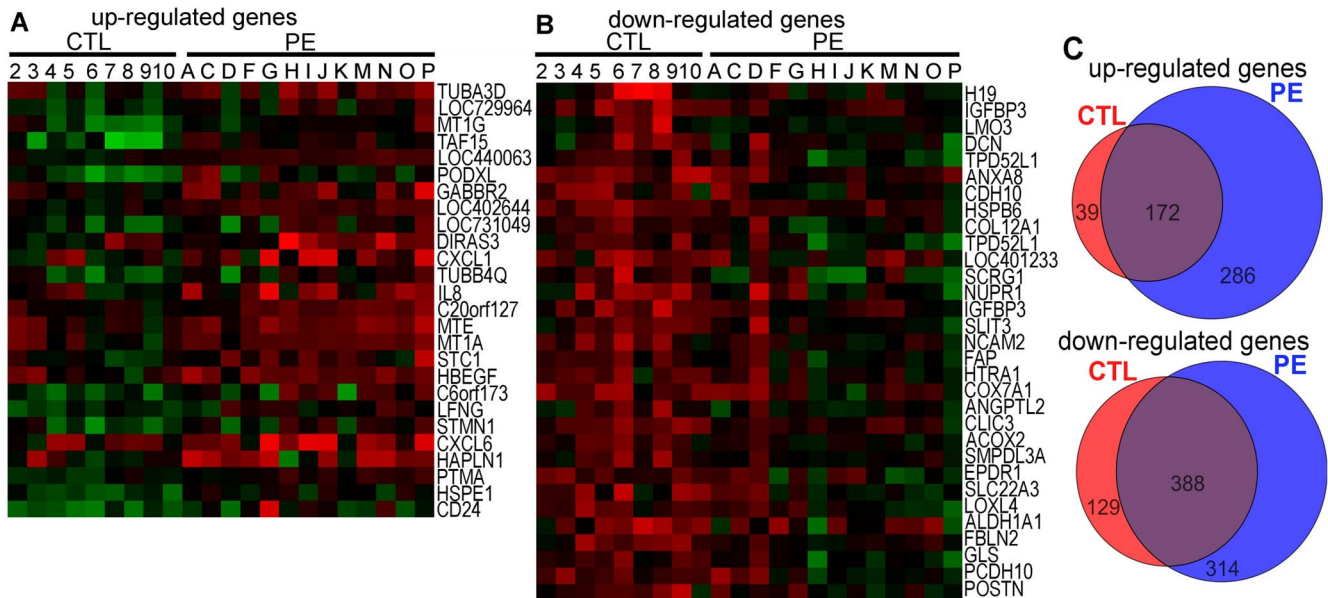 A
up-regulated genes
CTL PE
2 3 4 5 6 7 8 9 10 A C D F G H I J K M N O P
TUBA3D
LOC729964
MT1G
TAF15
LOC440063
PODXL
GABBR2
LOC402644
LOC731049
DIRAS3
CXCL1
TUBB4Q
IL8
C20orf127
MTE
MT1A
STC1
HBEGF
C6orf173
LFNG
STMN1
CXCL6
HAPLN1
PTMA
HSPE1
CD24
B
down-regulated genes
CTL PE
2 3 4 5 6 7 8 9 10 A C D F G H I J K M N O P
H19
IGFBP3
LMO3
DCN
TPD52L1
ANXA8
CDH10
HSPB6
COL12A1
TPD52L1
LOC401233
SCRG1
NUPR1
IGFBP3
SLIT3
NCAM2
FAP
HTRA1
COX7A1
ANGPTL2
CLIC3
ACOX2
SMPDL3A
EPDR1
SLC22A3
LOXL4
ALDH1A1
FBLN2
GLS
PCDH10
POSTN
C
up-regulated genes
CTL PE
39 172 286
down-regulated genes
CTL PE
129 388 314